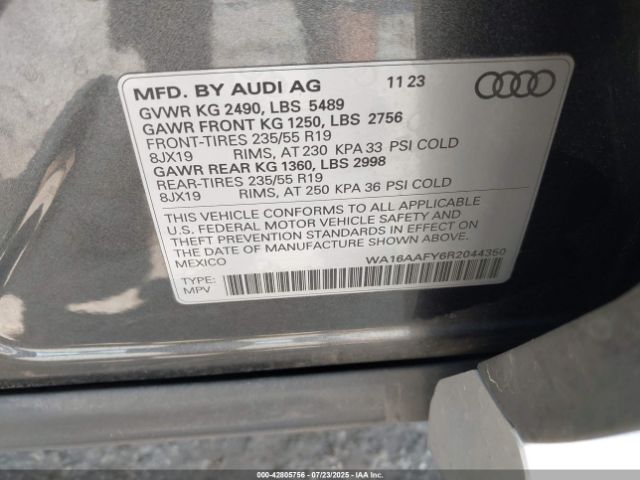 MFD. BY AUDI AG 11 23
GVWR KG 2490, LBS 5489
GAWR FRONT KG 1250, LBS 2756
FRONT-TIRES 235/55 R19
8JX19 RIMS, AT 230 KPA 33 PSI COLD
GAWR REAR KG 1360, LBS 2998
REAR-TIRES 235/55 R19
8JX19 RIMS, AT 250 KPA 36 PSI COLD
THIS VEHICLE CONFORMS TO ALL APPLICABLE
U.S. FEDERAL MOTOR VEHICLE SAFETY AND
THEFT PREVENTION STANDARDS IN EFFECT ON
THE DATE OF MANUFACTURE SHOWN ABOVE.
MEXICO WA16AAFY6R2044350
TYPE:
MPV
000-42805756 - 07/23/2025 - COPYRIGHT IAA, LLC.